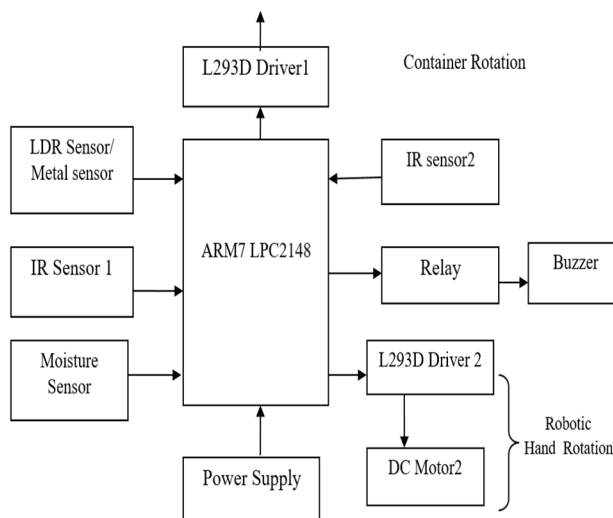 L293D Driver1
Container Rotation
LDR Sensor/
Metal sensor
IR sensor2
ARM7 LPC2148
IR Sensor 1
Relay
Buzzer
Moisture
Sensor
L293D Driver 2
Robotic
Hand Rotation
DC Motor2
Power Supply